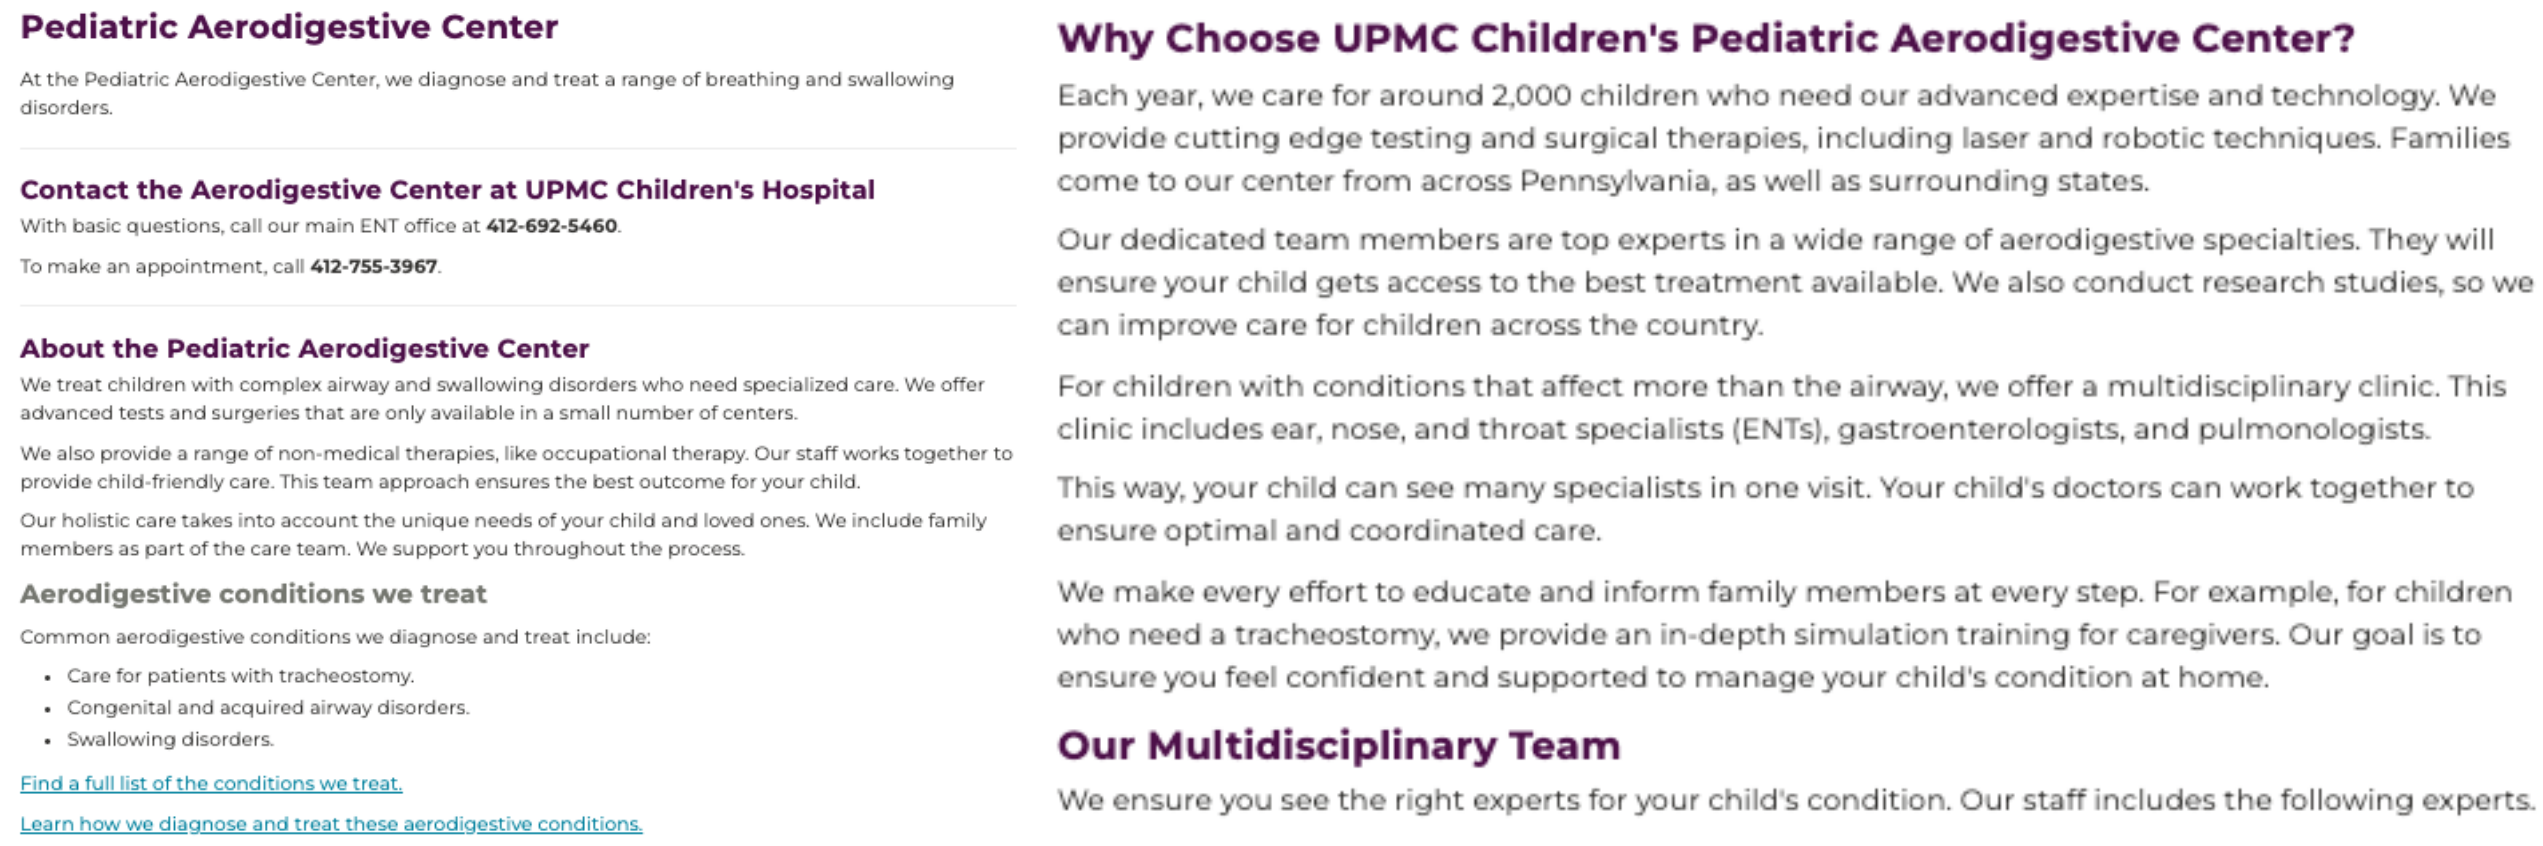 Pediatric Aerodigestive Center
At the Pediatric Aerodigestive Center, we diagnose and treat a range of breathing and swallowing
disorders.
Contact the Aerodigestive Center at UPMC Children's Hospital
With basic questions, call our main ENT office at 412-692-5460.
To make an appointment, call 412-755-3967.
About the Pediatric Aerodigestive Center
We treat children with complex airway and swallowing disorders who need specialized care. We offer
advanced tests and surgeries that are only available in a small number of centers.
We also provide a range of non-medical therapies, like occupational therapy. Our staff works together to
provide child-friendly care. This team approach ensures the best outcome for your child.
Our holistic care takes into account the unique needs of your child and loved ones. We include family
members as part of the care team. We support you throughout the process.
Aerodigestive conditions we treat
Common aerodigestive conditions we diagnose and treat include:
• Care for patients with tracheostomy.
• Congenital and acquired airway disorders.
• Swallowing disorders.
Find a full list of the conditions we treat.
Learn how we diagnose and treat these aerodigestive conditions.
Why Choose UPMC Children's Pediatric Aerodigestive Center?
Each year, we care for around 2,000 children who need our advanced expertise and technology. We
provide cutting edge testing and surgical therapies, including laser and robotic techniques. Families
come to our center from across Pennsylvania, as well as surrounding states.
Our dedicated team members are top experts in a wide range of aerodigestive specialties. They will
ensure your child gets access to the best treatment available. We also conduct research studies, so we
can improve care for children across the country.
For children with conditions that affect more than the airway, we offer a multidisciplinary clinic. This
clinic includes ear, nose, and throat specialists (ENTs), gastroenterologists, and pulmonologists.
This way, your child can see many specialists in one visit. Your child's doctors can work together to
ensure optimal and coordinated care.
We make every effort to educate and inform family members at every step. For example, for children
who need a tracheostomy, we provide an in-depth simulation training for caregivers. Our goal is to
ensure you feel confident and supported to manage your child's condition at home.
Our Multidisciplinary Team
We ensure you see the right experts for your child's condition. Our staff includes the following experts.